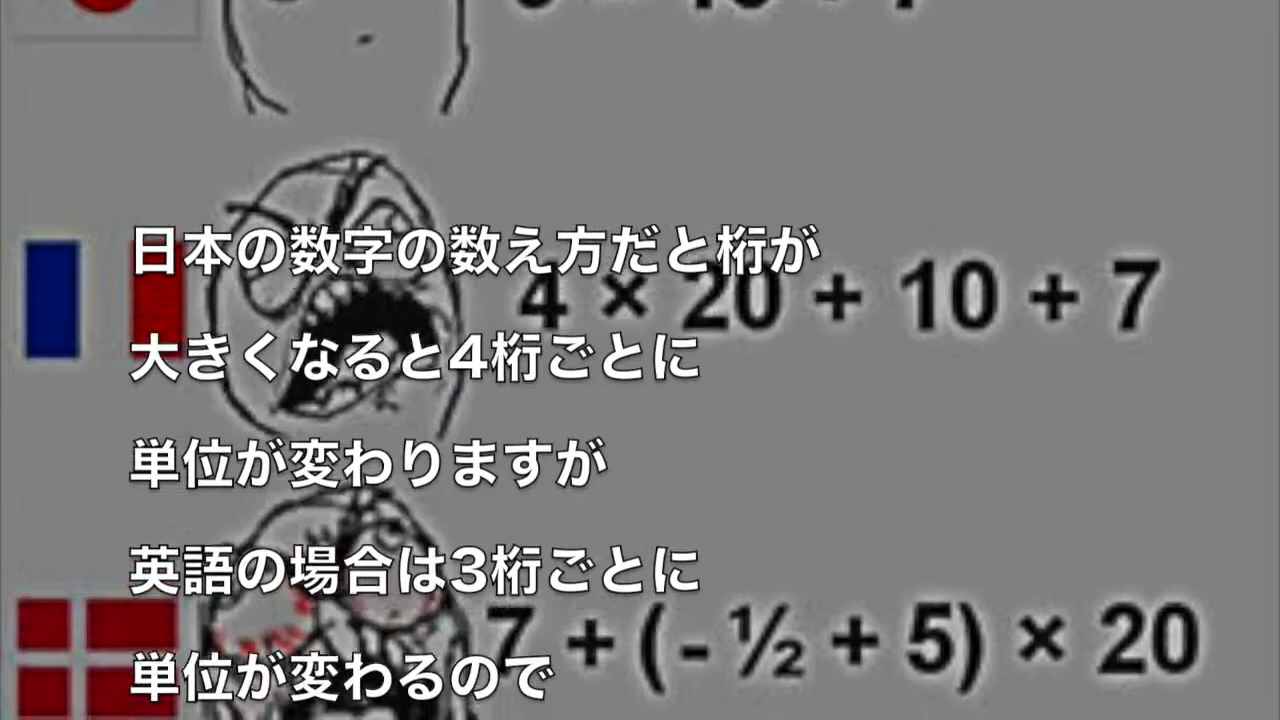 日本の数字の数え方だと桁が
4 × 20 + 10 + 7
大きくなると4桁ごとに
単位が変わりますが
英語の場合は3桁ごとに
7 + (- ½ + 5) × 20
単位が変わるので